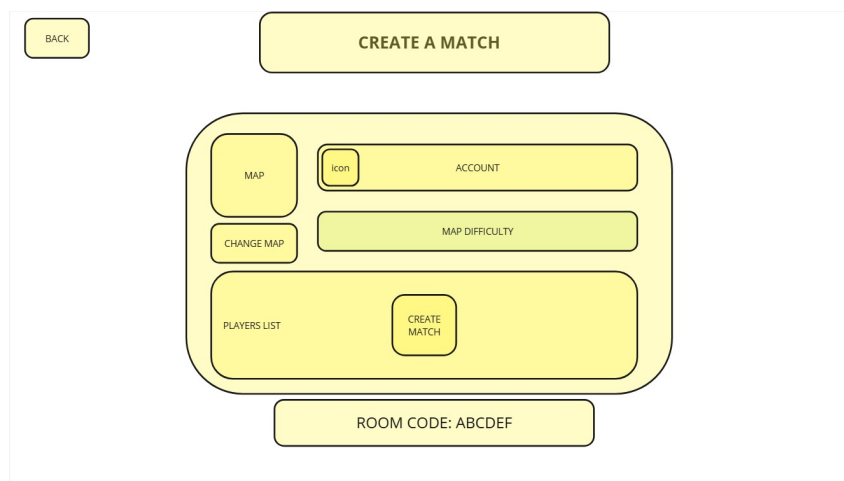 BACK
CREATE A MATCH
MAP
icon
ACCOUNT
CHANGE MAP
MAP DIFFICULTY
PLAYERS LIST
CREATE
MATCH
ROOM CODE: ABCDEF